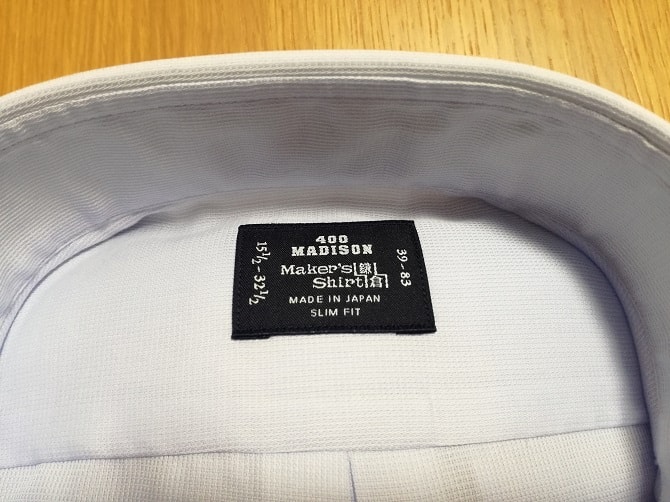 400
MADISON
Maker's 鎌
Shirt 倉
MADE IN JAPAN
SLIM FIT
15½-32½
39-83